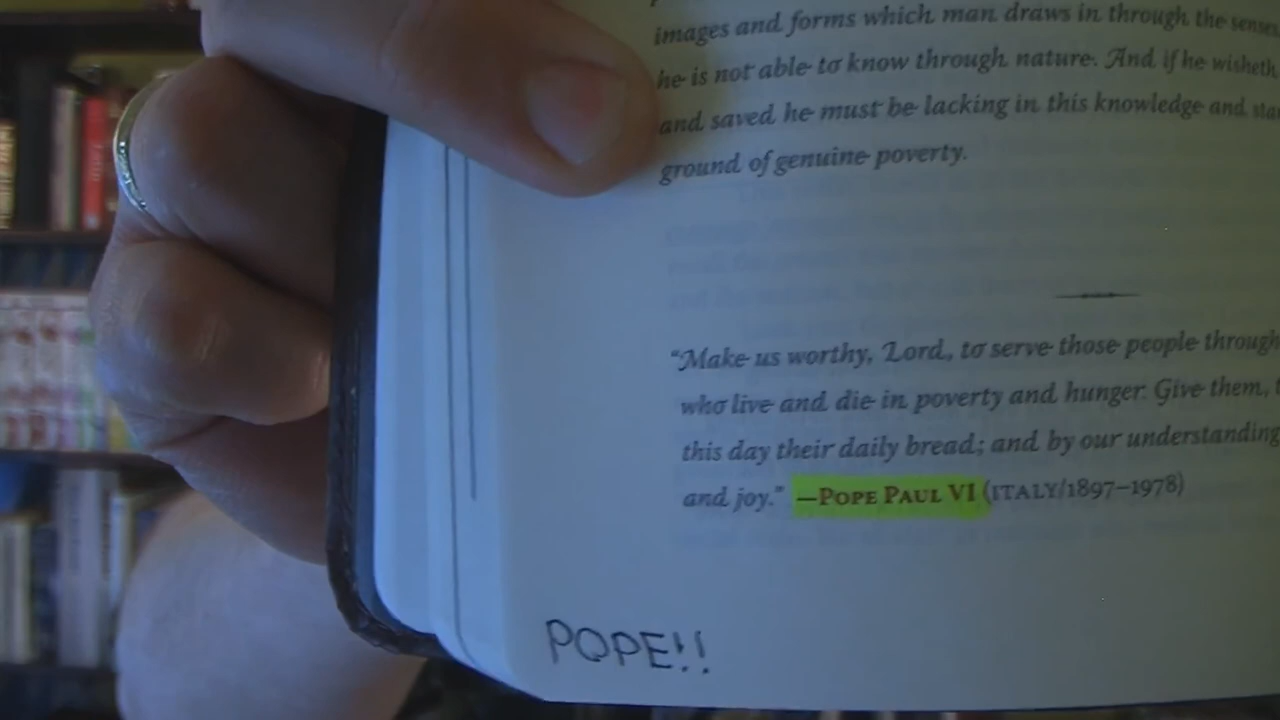 images and forms which man draws in through the senses
he is not able to know through nature. And if he wisheth
and saved he must be lacking in this knowledge and
ground of genuine poverty.
“Make us worthy, Lord, to serve those people through
who live and die in poverty and hunger. Give them,
this day their daily bread; and by our understanding
and joy.” —POPE PAUL VI (ITALY/1897–1978)
POPE!!